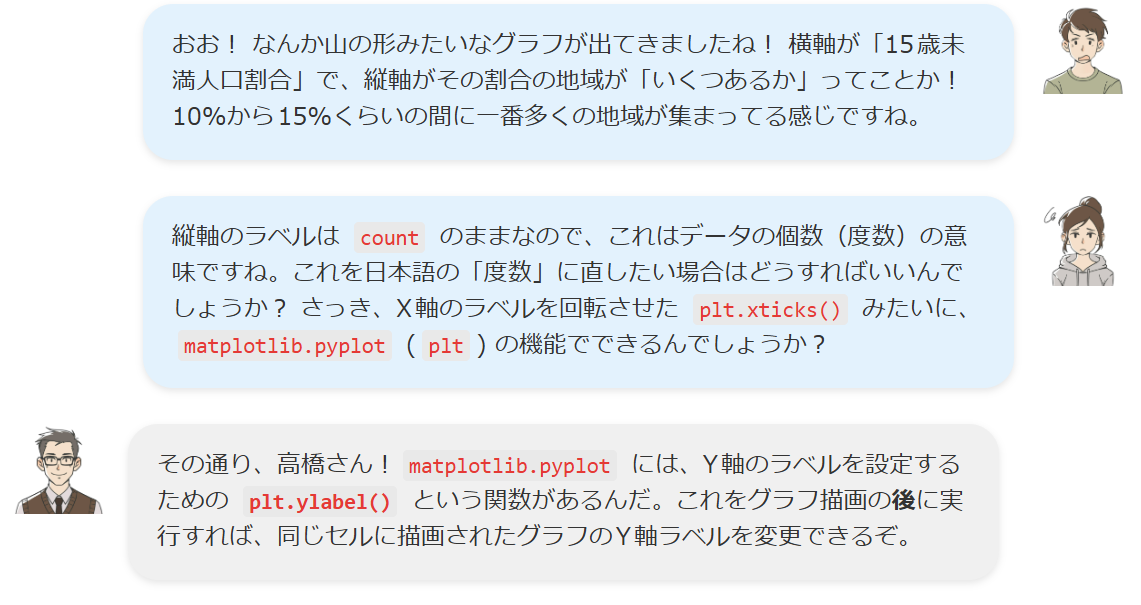 おお！ なんか山の形みたいなグラフが出てきましたね！ 横軸が「15歳未
満人口割合」で、縦軸がその割合の地域が「いくつあるか」ってことか！
10%から15%くらいの間に一番多くの地域が集まってる感じですね。
縦軸のラベルは count のままなので、これはデータの個数（度数）の意
味ですね。これを日本語の「度数」に直したい場合はどうすればいいんで
しょうか？ さっき、X軸のラベルを回転させた plt.xticks() みたいに、
matplotlib.pyplot （ plt ）の機能でできるんでしょうか？
その通り、高橋さん！ matplotlib.pyplot には、Y軸のラベルを設定する
ための plt.ylabel() という関数があるんだ。これをグラフ描画の後に実
行すれば、同じセルに描画されたグラフのY軸ラベルを変更できるぞ。